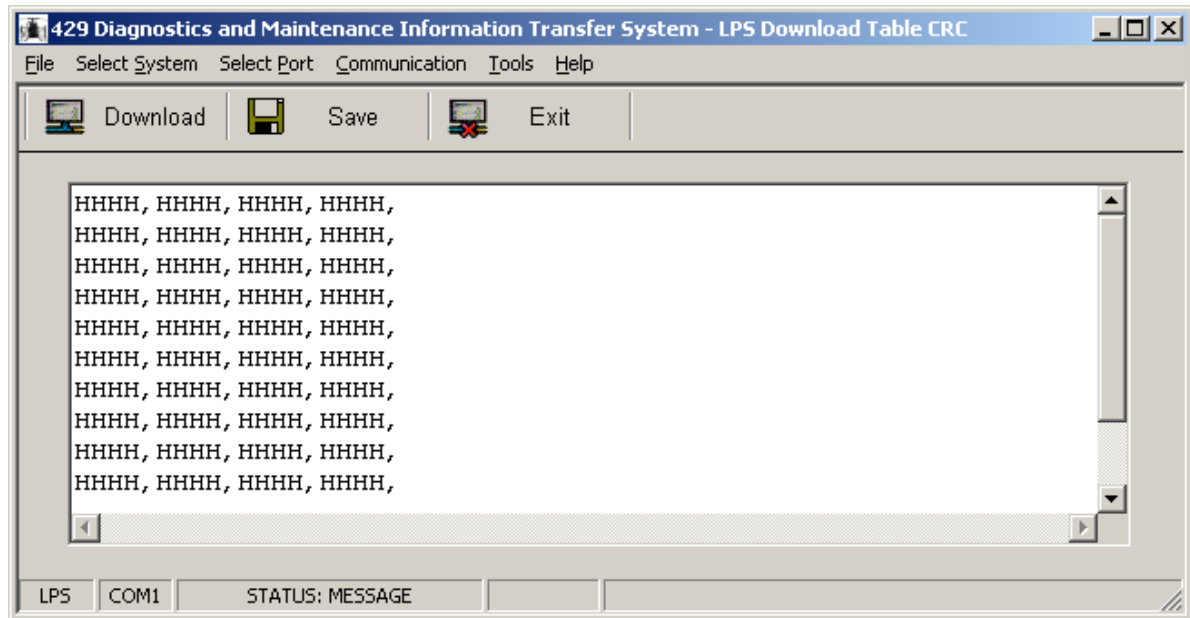 429 Diagnostics and Maintenance Information Transfer System - LPS Download Table CRC
File Select System Select Port Communication Tools Help
Download Save Exit
HHHH, HHHH, HHHH, HHHH,
HHHH, HHHH, HHHH, HHHH,
HHHH, HHHH, HHHH, HHHH,
HHHH, HHHH, HHHH, HHHH,
HHHH, HHHH, HHHH, HHHH,
HHHH, HHHH, HHHH, HHHH,
HHHH, HHHH, HHHH, HHHH,
HHHH, HHHH, HHHH, HHHH,
HHHH, HHHH, HHHH, HHHH,
HHHH, HHHH, HHHH, HHHH,
LPS COM1 STATUS: MESSAGE